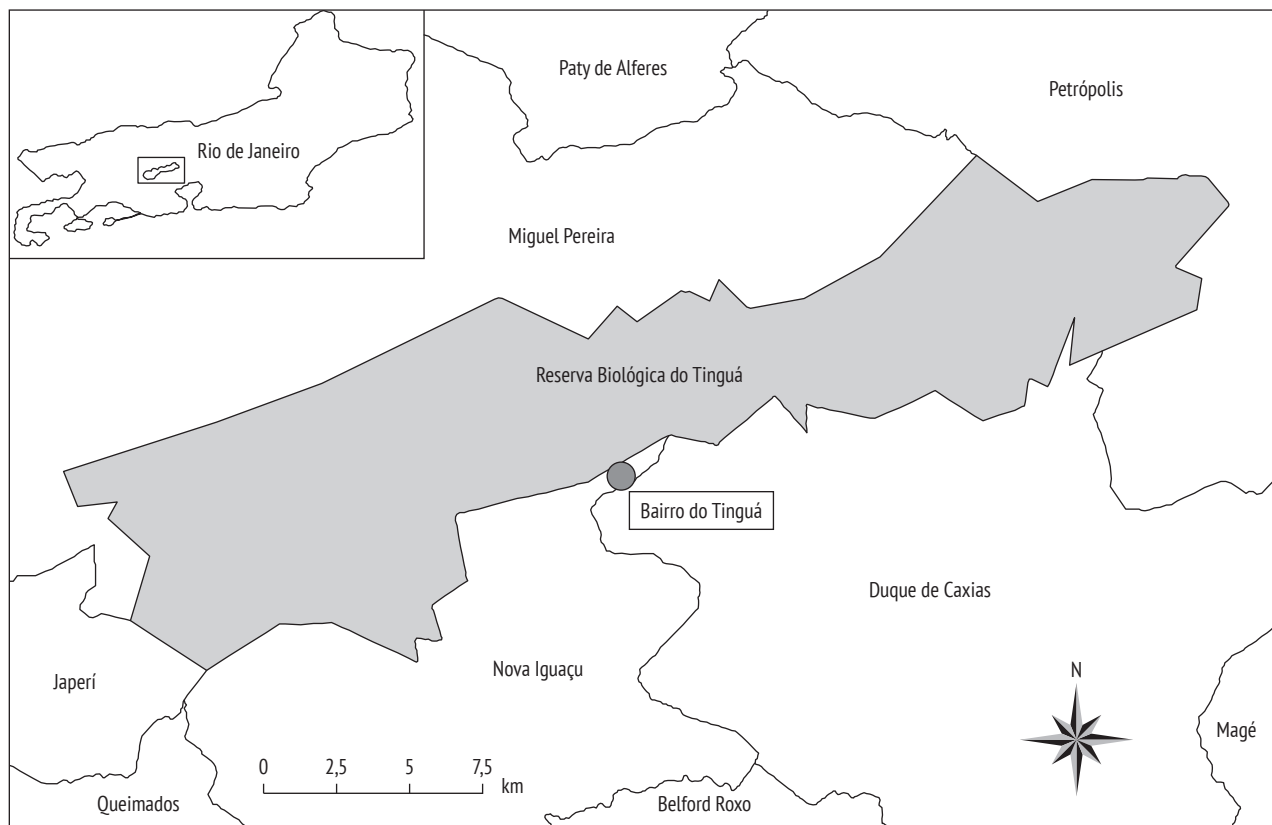 Paty de Alferes
Petrópolis
Rio de Janeiro
Miguel Pereira
Reserva Biológica do Tinguá
Bairro do Tinguá
Duque de Caxias
Nova Iguaçu
Japerí
N
Magé
0 2,5 5 7,5
km
Queimados
Belford Roxo